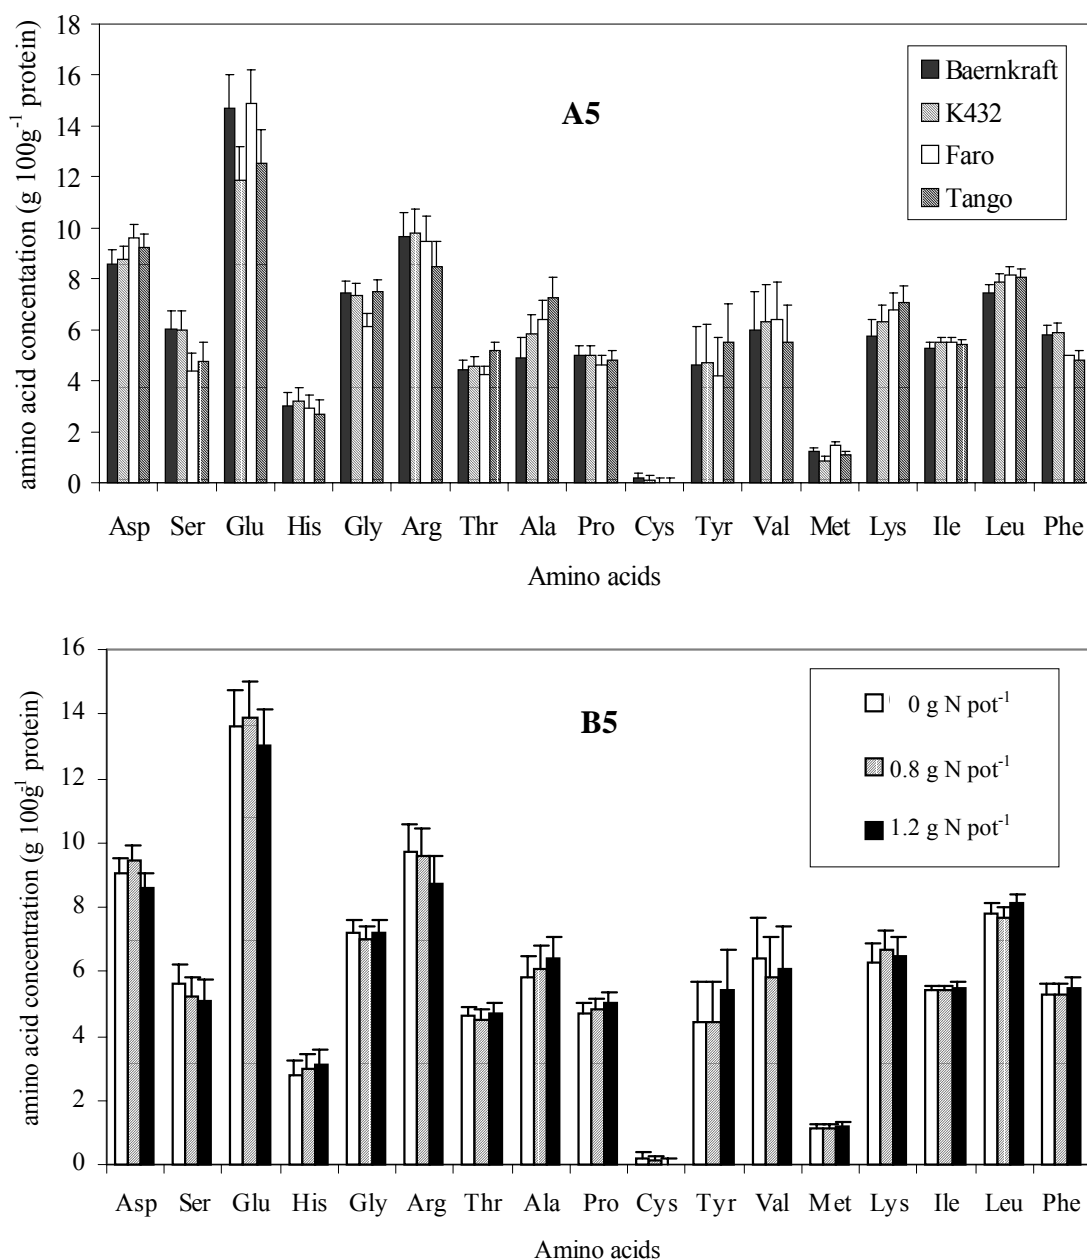 amino acid concentation (g 100g-1 protein)
18
16
14
12
10
8
6
4
2
0
A5
Baernkraft
K432
Faro
Tango
Asp Ser Glu His Gly Arg Thr Ala Pro Cys Tyr Val Met Lys Ile Leu Phe
Amino acids
amino acid concentration (g 100g1 protein)
16
14
12
10
8
6
4
2
0
B5
0 g N pot-1
0.8 g N pot-1
1.2 g N pot-1
Asp Ser Glu His Gly Arg Thr Ala Pro Cys Tyr Val Met Lys Ile Leu Phe
Amino acids